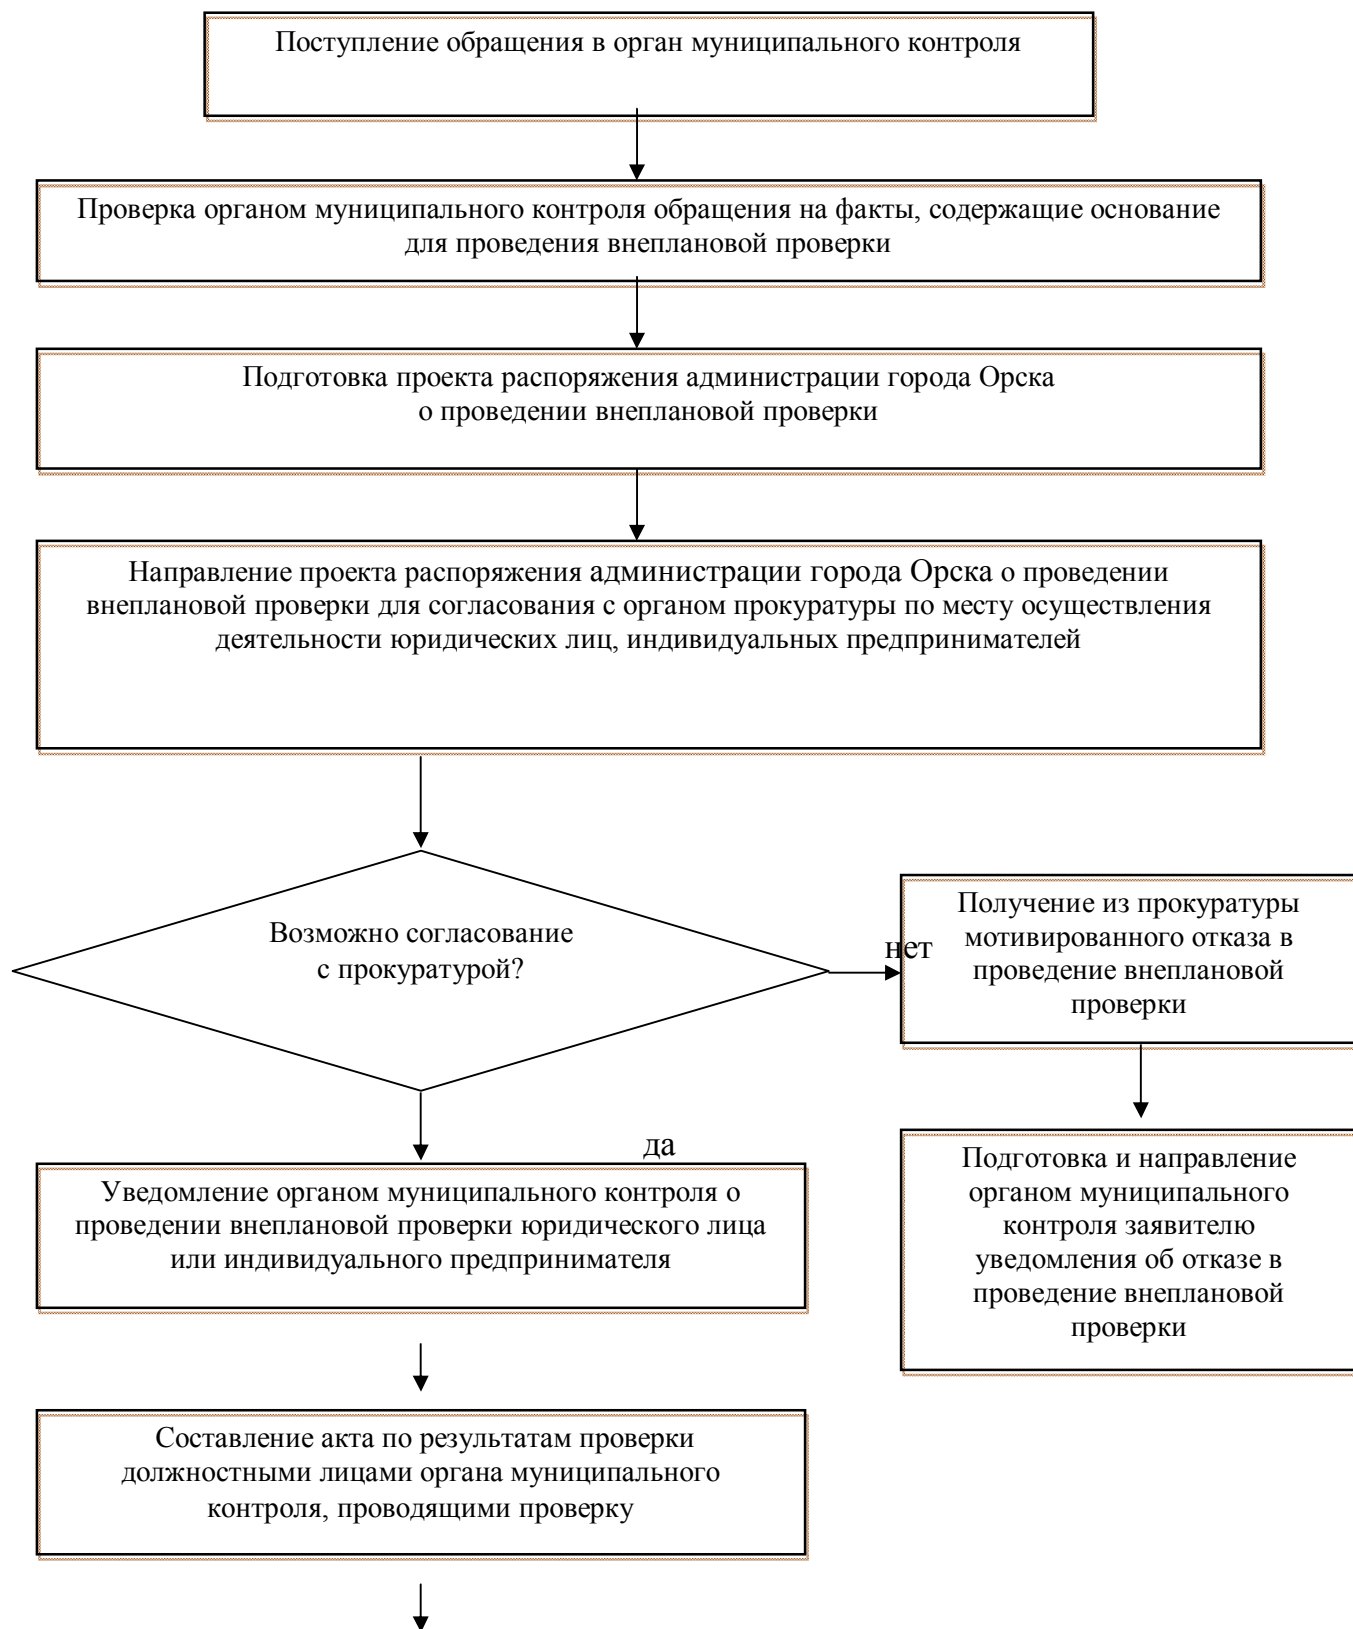 Поступление обращения в орган муниципального контроля
Проверка органом муниципального контроля обращения на факты, содержащие основание
для проведения внеплановой проверки
Подготовка проекта распоряжения администрации города Орска
о проведении внеплановой проверки
Направление проекта распоряжения администрации города Орска о проведении
внеплановой проверки для согласования с органом прокуратуры по месту осуществления
деятельности юридических лиц, индивидуальных предпринимателей
Возможно согласование
с прокуратурой?
нет
Получение из прокуратуры
мотивированного отказа в
проведение внеплановой
проверки
да
Уведомление органом муниципального контроля о
проведении внеплановой проверки юридического лица
или индивидуального предпринимателя
Подготовка и направление
органом муниципального
контроля заявителю
уведомления об отказе в
проведение внеплановой
проверки
Составление акта по результатам проверки
должностными лицами органа муниципального
контроля, проводящими проверку